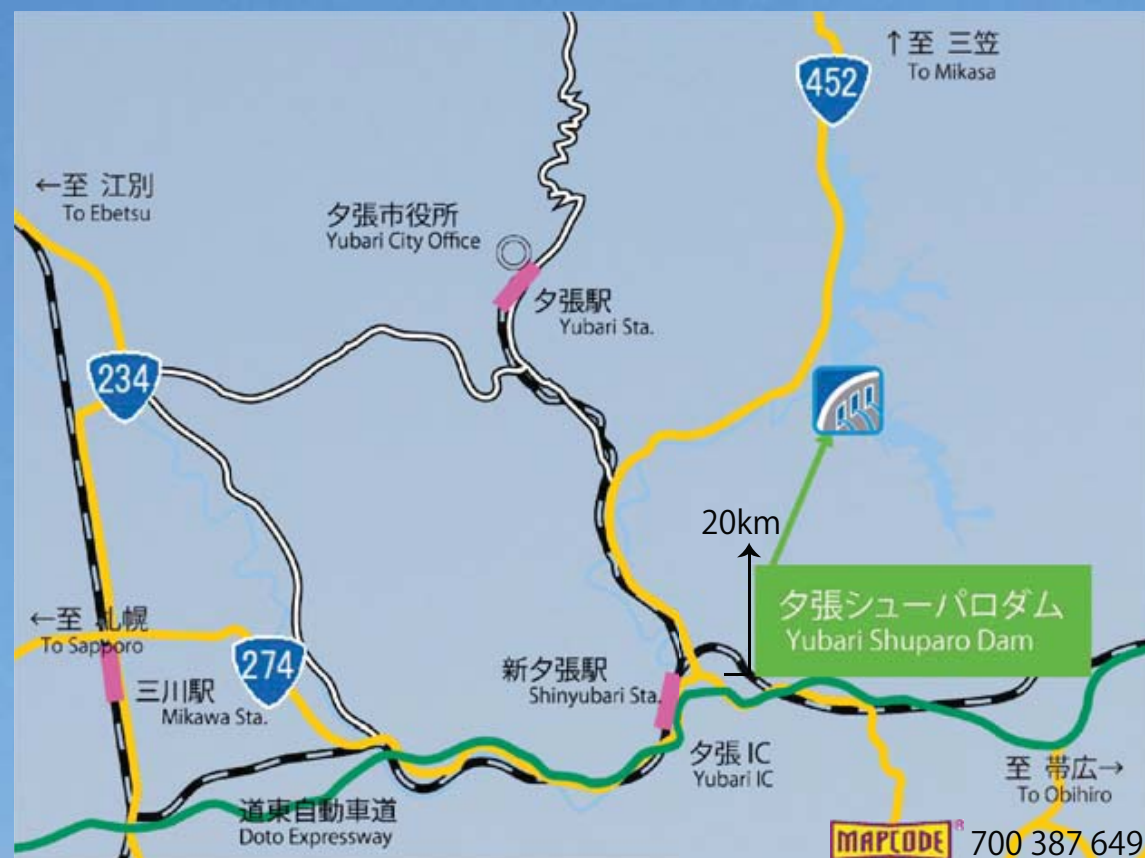 ↑至 三笠
To Mikasa
452
←至 江別
To Ebetsu
夕張市役所
Yubari City Office
夕張駅
Yubari Sta.
234
20km
夕張シューパロダム
Yubari Shuparo Dam
←至 札幌
To Sapporo
274
三川駅
Mikawa Sta.
新夕張駅
Shinyubari Sta.
夕張 IC
Yubari IC
至 帯広→
To Obihiro
道東自動車道
Doto Expressway
MAPCODE® 700 387 649